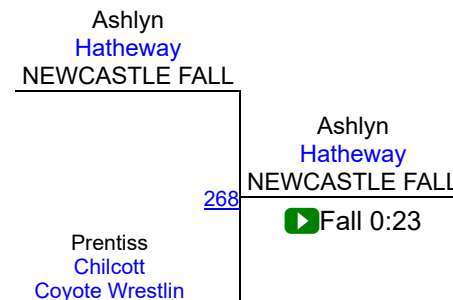 Ashlyn
Hatheway
NEWCASTLE FALL
Ashlyn
Hatheway
NEWCASTLE FALL
268
Fall 0:23
Prentiss
Chilcott
Coyote Wrestlin